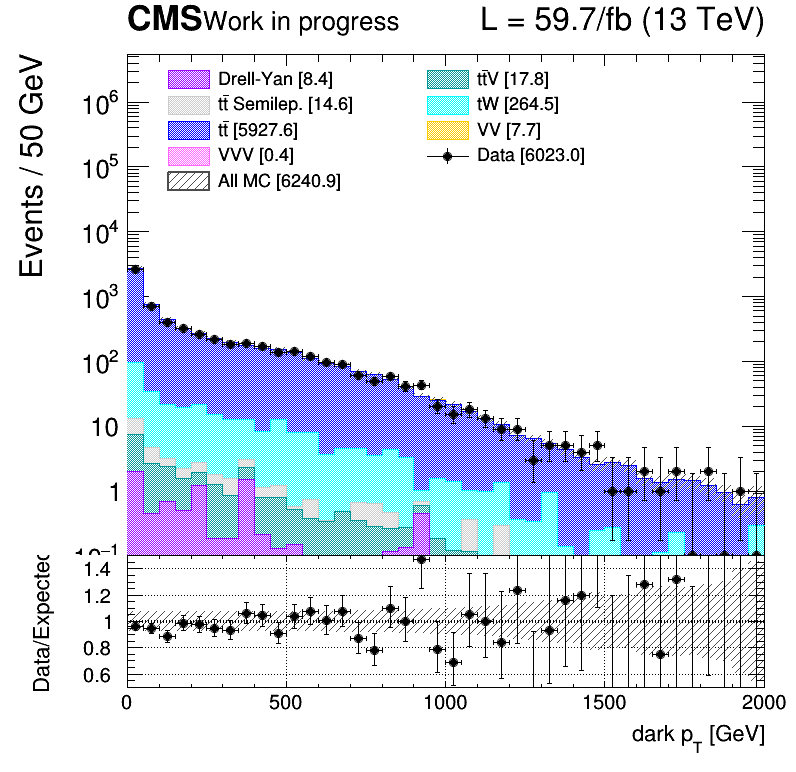 CMS Work in progress L = 59.7/fb (13 TeV)
Events / 50 GeV
Drell-Yan [8.4]
tt̄V [17.8]
tt̄ Semilep. [14.6]
tW [264.5]
tt̄ [5927.6]
VV [7.7]
VVV [0.4]
Data [6023.0]
All MC [6240.9]
10⁶
10⁵
10⁴
10³
10²
10
1
10⁻¹
Data/Expected
1.4
1.2
1
0.8
0.6
0 500 1000 1500 2000
dark p_T [GeV]